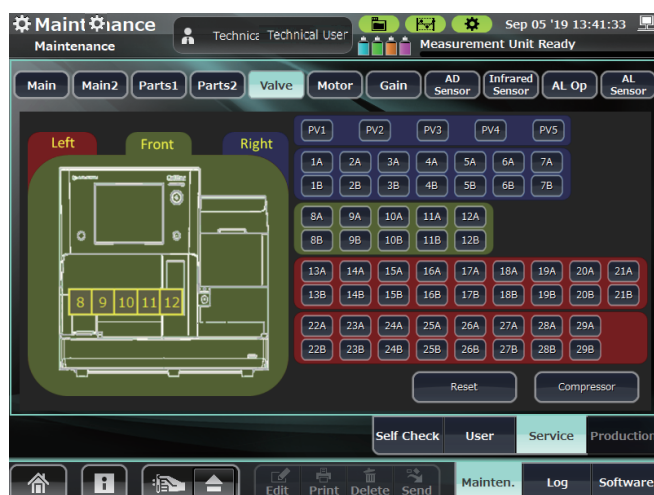 Maint iance Technica Technical User Sep 05 '19 13:41:33
Maintenance Measurement Unit Ready
Main Main2 Parts1 Parts2 Valve Motor Gain AD Sensor Infrared Sensor AL Op AL Sensor
Left Front Right
PV1 PV2 PV3 PV4 PV5
1A 2A 3A 4A 5A 6A 7A
1B 2B 3B 4B 5B 6B 7B
8A 9A 10A 11A 12A
8B 9B 10B 11B 12B
13A 14A 15A 16A 17A 18A 19A 20A 21A
13B 14B 15B 16B 17B 18B 19B 20B 21B
8 9 10 11 12
22A 23A 24A 25A 26A 27A 28A 29A
22B 23B 24B 25B 26B 27B 28B 29B
Reset Compressor
Self Check User Service Production
Edit Print Delete Send Mainten. Log Software